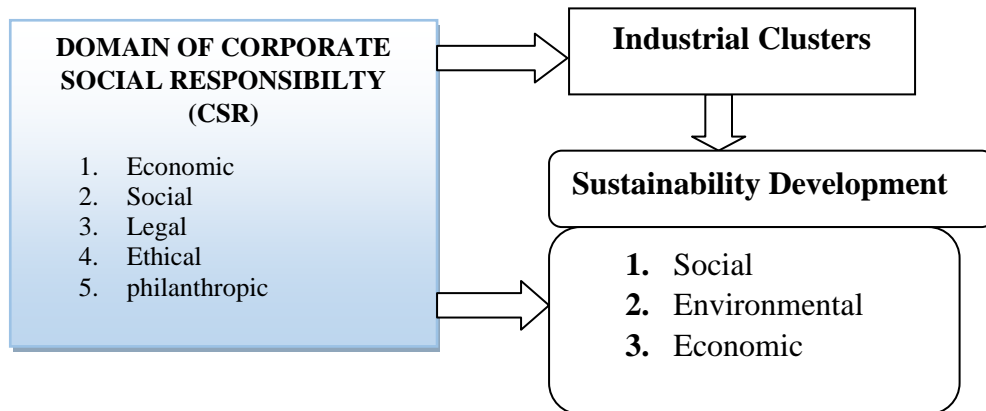 DOMAIN OF CORPORATE
SOCIAL RESPONSIBILTY
(CSR)
1. Economic
2. Social
3. Legal
4. Ethical
5. philanthropic
Industrial Clusters
Sustainability Development
1. Social
2. Environmental
3. Economic